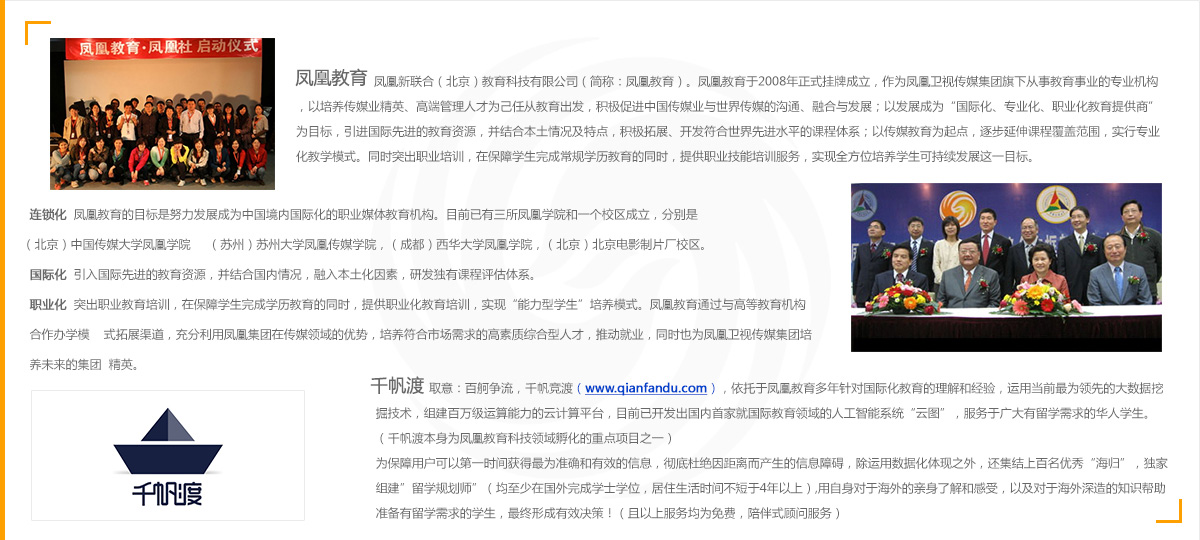 凤凰教育·凤凰社 启动仪式
凤凰教育 凤凰新联合（北京）教育科技有限公司（简称：凤凰教育）。凤凰教育于2008年正式挂牌成立，作为凤凰卫视传媒集团旗下从事教育事业的专业机构
，以培养传媒业精英、高端管理人才为己任从教育出发，积极促进中国传媒业与世界传媒的沟通、融合与发展；以发展成为“国际化、专业化、职业化教育提供商”
为目标，引进国际先进的教育资源，并结合本土情况及特点，积极拓展、开发符合世界先进水平的课程体系；以传媒教育为起点，逐步延伸课程覆盖范围，实行专业
化教学模式。同时突出职业培训，在保障学生完成常规学历教育的同时，提供职业技能培训服务，实现全方位培养学生可持续发展这一目标。
连锁化 凤凰教育的目标是努力发展成为中国境内国际化的职业媒体教育机构。目前已有三所凤凰学院和一个校区成立，分别是
（北京）中国传媒大学凤凰学院 （苏州）苏州大学凤凰传媒学院，（成都）西华大学凤凰学院，（北京）北京电影制片厂校区。
国际化 引入国际先进的教育资源，并结合国内情况，融入本土化因素，研发独有课程评估体系。
职业化 突出职业教育培训，在保障学生完成学历教育的同时，提供职业化教育培训，实现“能力型学生”培养模式。凤凰教育通过与高等教育机构
合作办学模 式拓展渠道，充分利用凤凰集团在传媒领域的优势，培养符合市场需求的高素质综合型人才，推动就业，同时也为凤凰卫视传媒集团培
养未来的集团 精英。
千帆渡 取意：百舸争流，千帆竞渡（www.qianfandu.com），依托于凤凰教育多年针对国际化教育的理解和经验，运用当前最为领先的大数据挖
掘技术，组建百万级运算能力的云计算平台，目前已开发出国内首家就国际教育领域的人工智能系统“云图”，服务于广大有留学需求的华人学生。
（千帆渡本身为凤凰教育科技领域孵化的重点项目之一）
为保障用户可以第一时间获得最为准确和有效的信息，彻底杜绝因距离而产生的信息障碍，除运用数据化体现之外，还集结上百名优秀“海归”，独家
组建”留学规划师”（均至少在国外完成学士学位，居住生活时间不短于4年以上）,用自身对于海外的亲身了解和感受，以及对于海外深造的知识帮助
准备有留学需求的学生，最终形成有效决策！（且以上服务均为免费，陪伴式顾问服务）
千帆渡